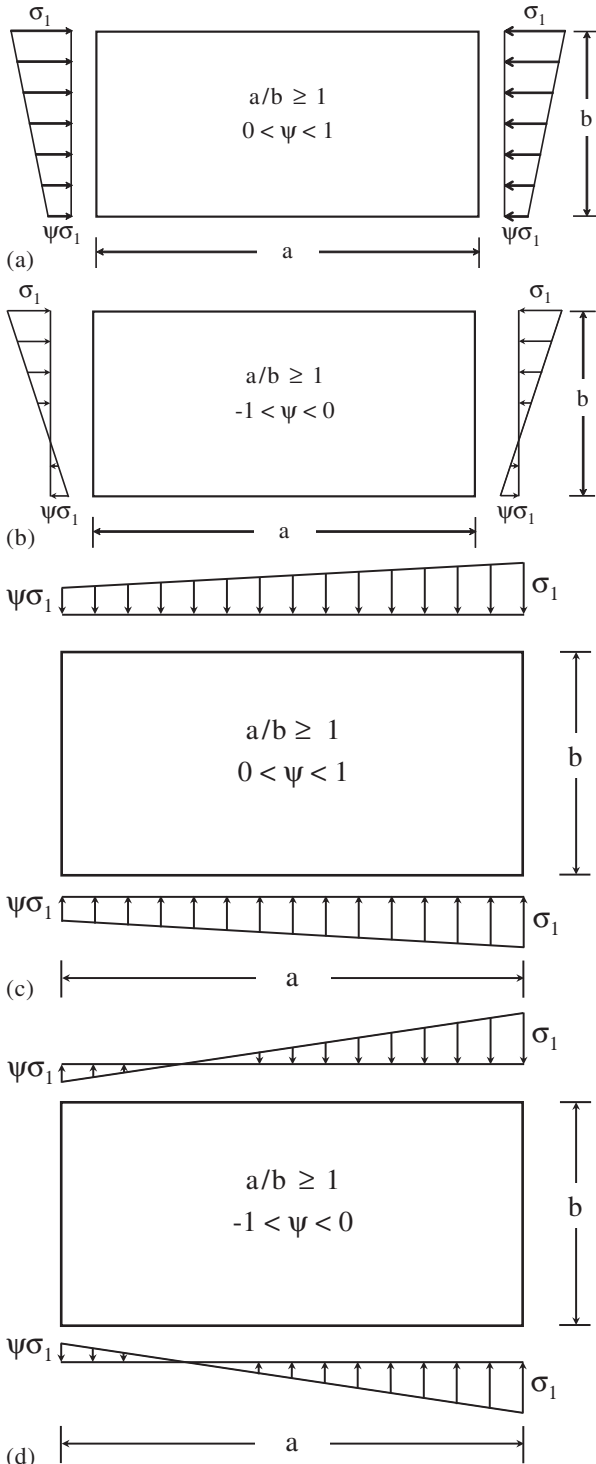 σ₁ σ₁
a/b ≥ 1
0 < ψ < 1
b
ψσ₁ ψσ₁
a
(a)
σ₁ σ₁
a/b ≥ 1
-1 < ψ < 0
b
ψσ₁ ψσ₁
a
(b)
ψσ₁ σ₁
a/b ≥ 1
0 < ψ < 1
b
ψσ₁ σ₁
a
(c)
ψσ₁ σ₁
a/b ≥ 1
-1 < ψ < 0
b
ψσ₁ σ₁
a
(d)